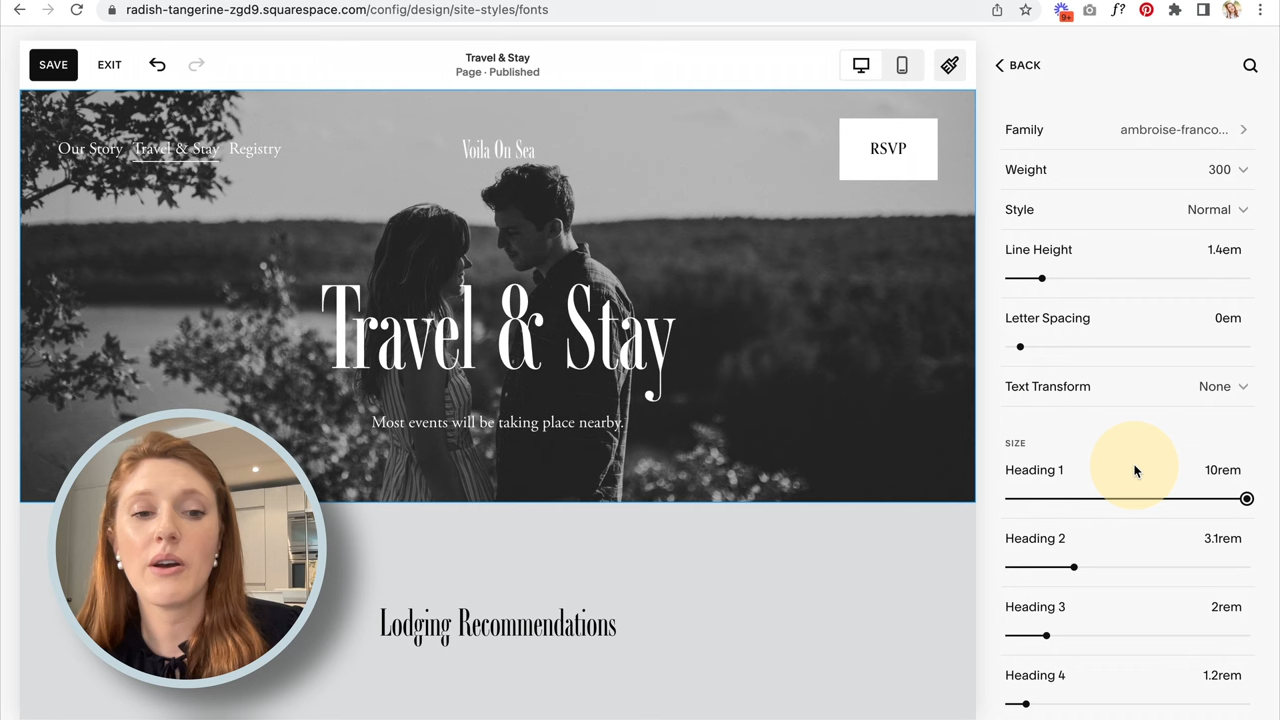 radish-tangerine-zgd9.squarespace.com/config/design/site-styles/fonts
9+
f?
SAVE
EXIT
Travel & Stay
Page · Published
BACK
Our Story
Travel & Stay
Registry
Voila On Sea
RSVP
Travel & Stay
Most events will be taking place nearby.
Lodging Recommendations
Family
ambroise-franco...
Weight
300
Style
Normal
Line Height
1.4em
Letter Spacing
0em
Text Transform
None
SIZE
Heading 1
10rem
Heading 2
3.1rem
Heading 3
2rem
Heading 4
1.2rem